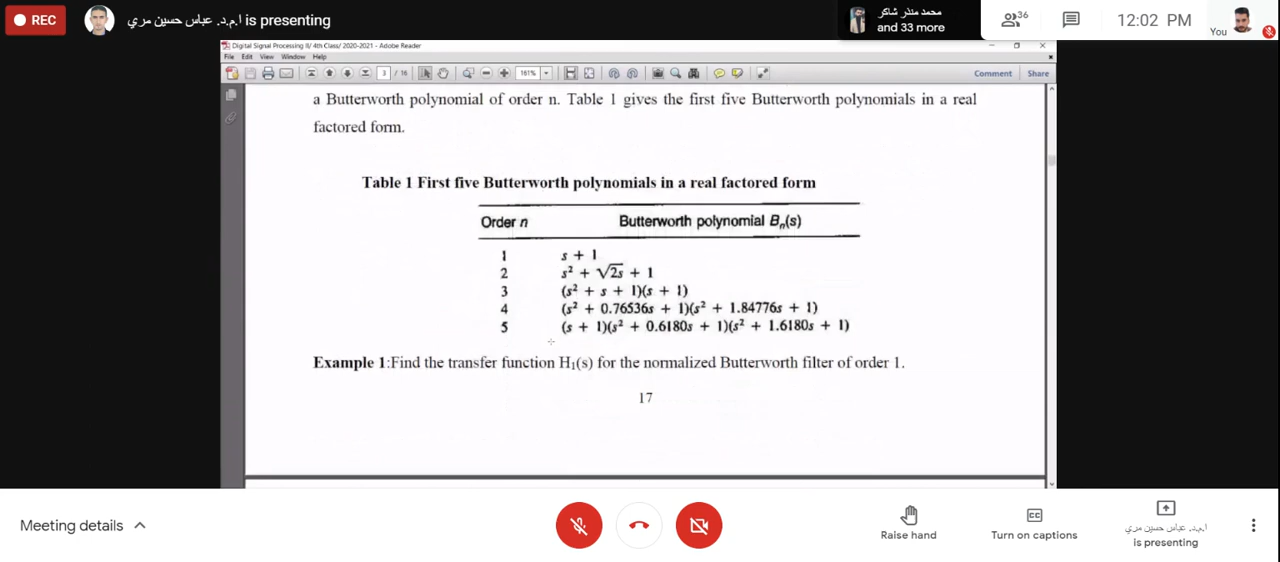 REC
ا.م.د. عباس حسين مري is presenting
محمد منذر شاكر
and 33 more
36
12:02 PM
You
Digital Signal Processing II/ 4th Class/ 2020-2021 - Adobe Reader
File Edit View Window Help
3 / 16
161%
Comment
Share
a Butterworth polynomial of order n. Table 1 gives the first five Butterworth polynomials in a real
factored form.
Table 1 First five Butterworth polynomials in a real factored form
Order n Butterworth polynomial Bₙ(s)
1 s + 1
2 s² + √2s + 1
3 (s² + s + 1)(s + 1)
4 (s² + 0.76536s + 1)(s² + 1.84776s + 1)
5 (s + 1)(s² + 0.6180s + 1)(s² + 1.6180s + 1)
Example 1:Find the transfer function H₁(s) for the normalized Butterworth filter of order 1.
17
Meeting details
Raise hand
CC
Turn on captions
ا.م.د. عباس حسين مري
is presenting